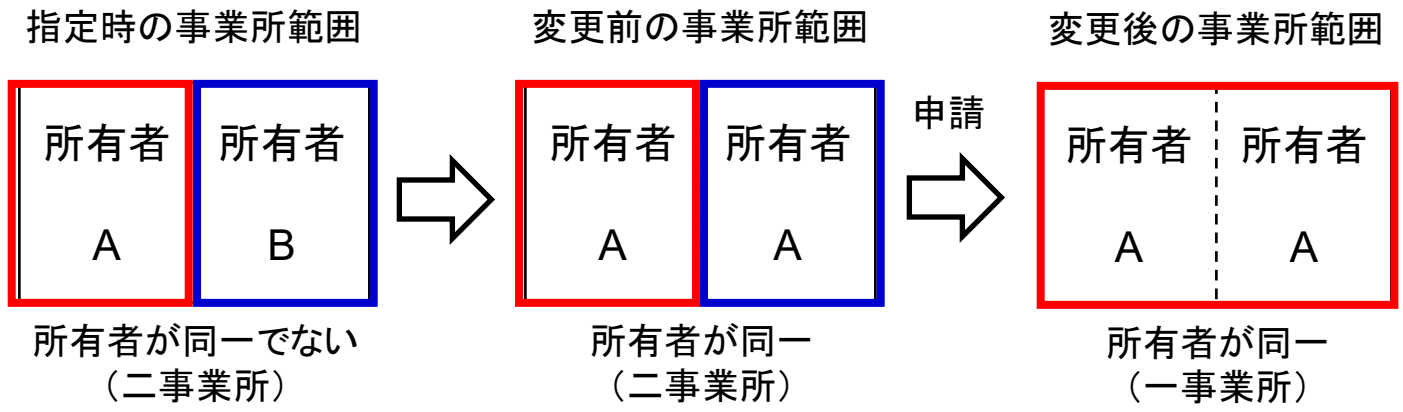 指定時の事業所範囲
所有者 所有者
A B
所有者が同一でない
（二事業所）
変更前の事業所範囲
所有者 所有者
A A
所有者が同一
（二事業所）
申請
変更後の事業所範囲
所有者 所有者
A A
所有者が同一
（一事業所）